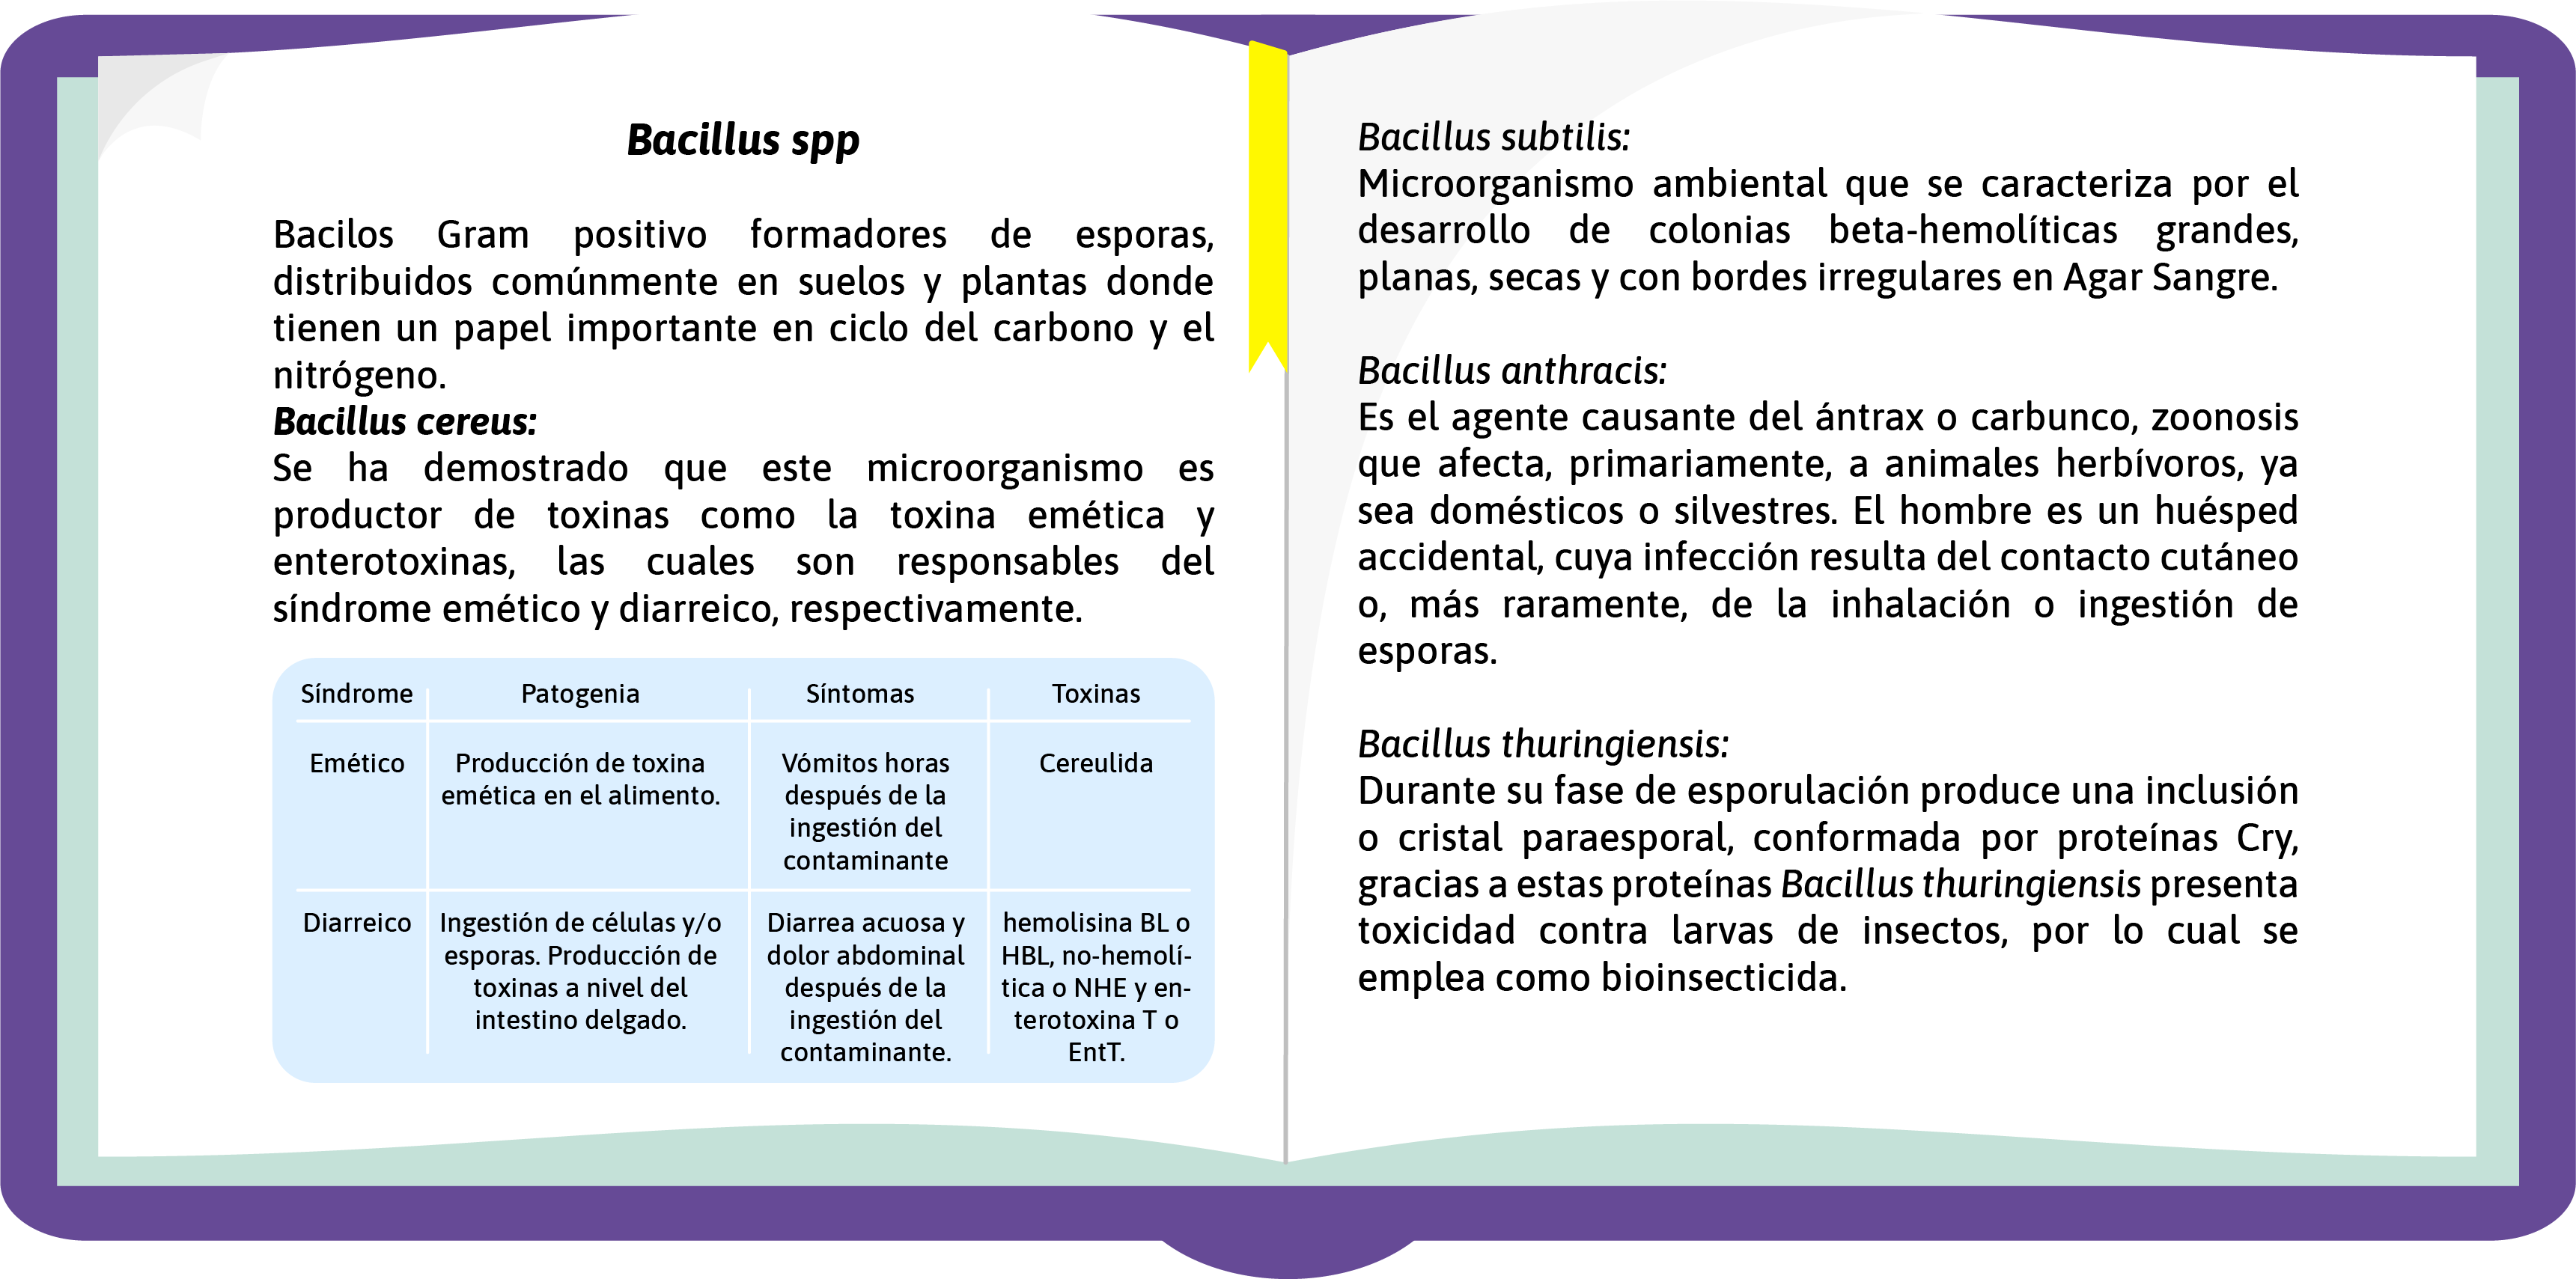 Bacillus spp
Bacilos Gram positivo formadores de esporas,
distribuidos comúnmente en suelos y plantas donde
tienen un papel importante en ciclo del carbono y el
nitrógeno.
Bacillus cereus:
Se ha demostrado que este microorganismo es
productor de toxinas como la toxina emética y
enterotoxinas, las cuales son responsables del
síndrome emético y diarreico, respectivamente.
Síndrome Patogenia Síntomas Toxinas
Emético
Producción de toxina
emética en el alimento.
Vómitos horas
después de la
ingestión del
contaminante
Cereulida
Diarreico
Ingestión de células y/o
esporas. Producción de
toxinas a nivel del
intestino delgado.
Diarrea acuosa y
dolor abdominal
después de la
ingestión del
contaminante.
hemolisina BL o
HBL, no-hemolí-
tica o NHE y en-
terotoxina T o
EntT.
Bacillus subtilis:
Microorganismo ambiental que se caracteriza por el
desarrollo de colonias beta-hemolíticas grandes,
planas, secas y con bordes irregulares en Agar Sangre.
Bacillus anthracis:
Es el agente causante del ántrax o carbunco, zoonosis
que afecta, primariamente, a animales herbívoros, ya
sea domésticos o silvestres. El hombre es un huésped
accidental, cuya infección resulta del contacto cutáneo
o, más raramente, de la inhalación o ingestión de
esporas.
Bacillus thuringiensis:
Durante su fase de esporulación produce una inclusión
o cristal paraesporal, conformada por proteínas Cry,
gracias a estas proteínas Bacillus thuringiensis presenta
toxicidad contra larvas de insectos, por lo cual se
emplea como bioinsecticida.